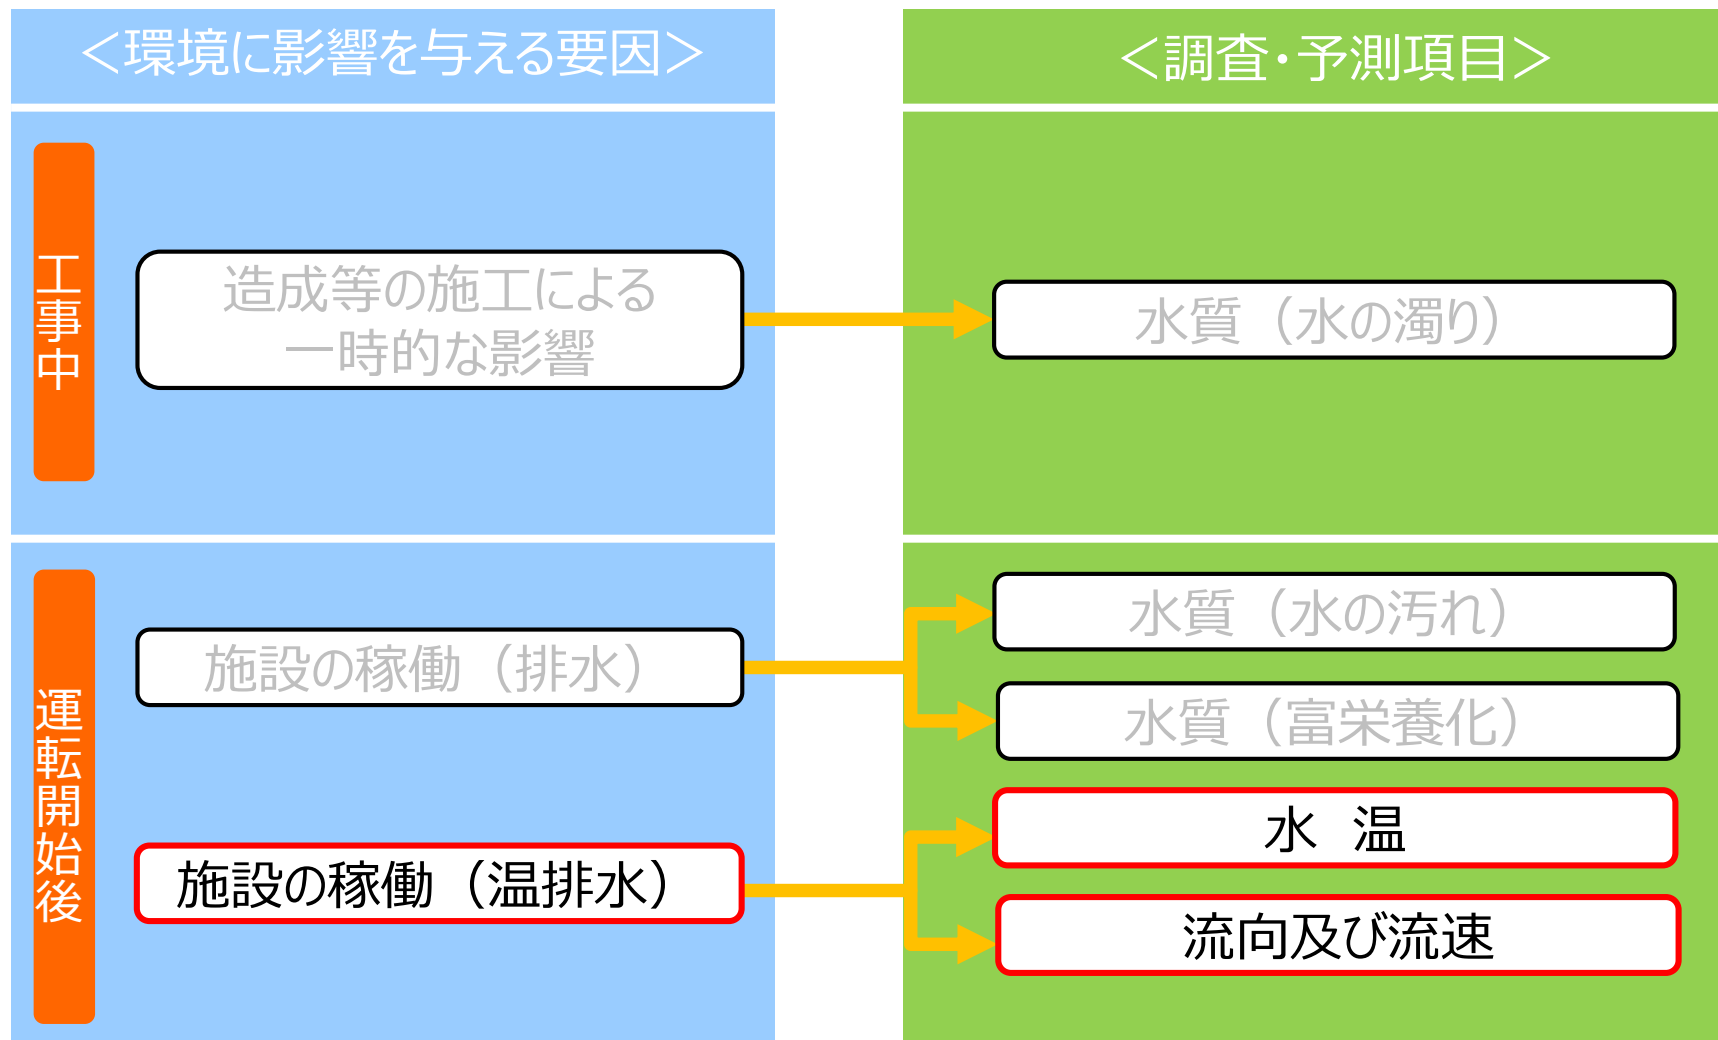 ＜環境に影響を与える要因＞
＜調査・予測項目＞
工事中
造成等の施工による
一時的な影響
水質（水の濁り）
運転開始後
施設の稼働（排水）
水質（水の汚れ）
水質（富栄養化）
施設の稼働（温排水）
水　温
流向及び流速